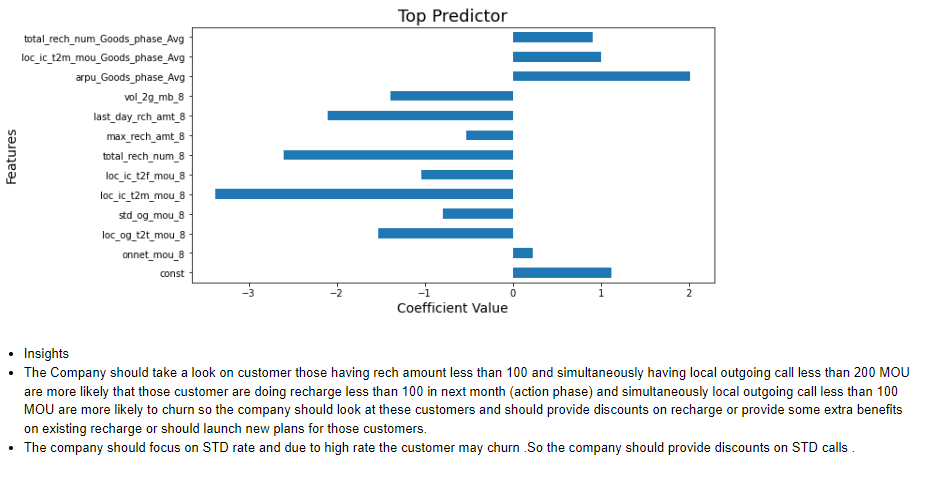 Top Predictor
total_rech_num_Goods_phase_Avg
loc_ic_t2m_mou_Goods_phase_Avg
arpu_Goods_phase_Avg
vol_2g_mb_8
last_day_rch_amt_8
max_rech_amt_8
total_rech_num_8
loc_ic_t2f_mou_8
loc_ic_t2m_mou_8
std_og_mou_8
loc_og_t2t_mou_8
onnet_mou_8
const
Features
−3 −2 −1 0 1 2
Coefficient Value
• Insights
• The Company should take a look on customer those having rech amount less than 100 and simultaneously having local outgoing call less than 200 MOU
are more likely that those customer are doing recharge less than 100 in next month (action phase) and simultaneously local outgoing call less than 100
MOU are more likely to churn so the company should look at these customers and should provide discounts on recharge or provide some extra benefits
on existing recharge or should launch new plans for those customers.
• The company should focus on STD rate and due to high rate the customer may churn .So the company should provide discounts on STD calls .